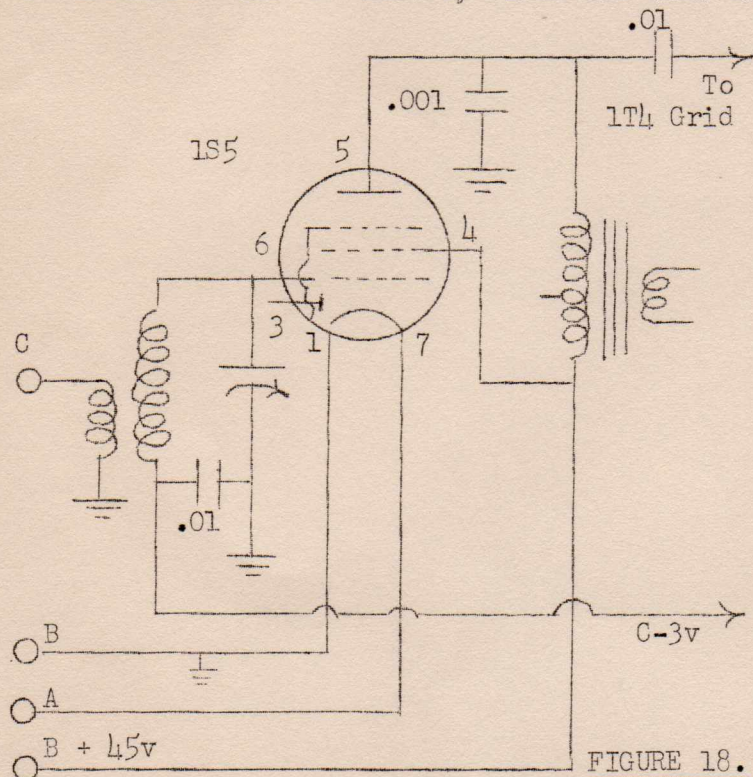 .01
.001
To
1T4 Grid
1S5
5
6
4
3
1
7
C
.01
C-3v
B
A
B + 45v
FIGURE 18.